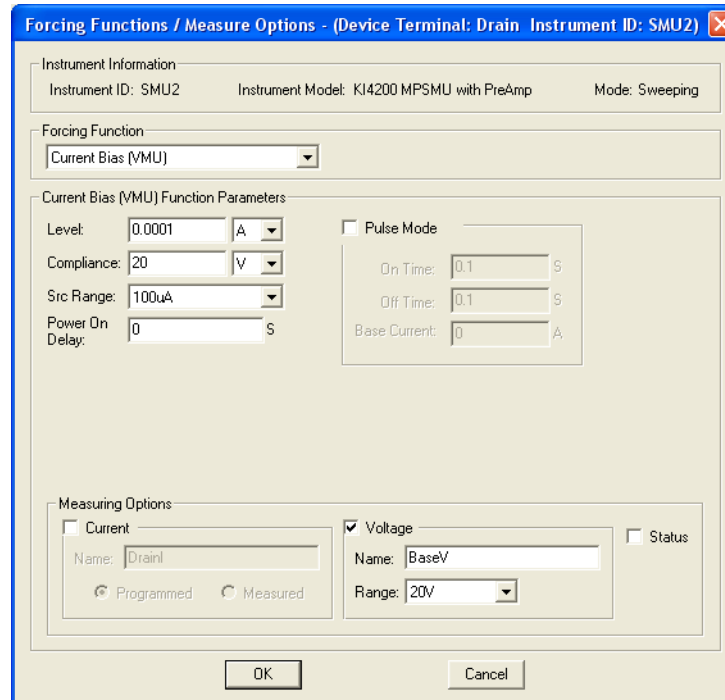 Forcing Functions / Measure Options - (Device Terminal: Drain  Instrument ID: SMU2)
Instrument Information
Instrument ID: SMU2 Instrument Model: KI4200 MPSMU with PreAmp Mode: Sweeping
Forcing Function
Current Bias (VMU)
Current Bias (VMU) Function Parameters
Level: 0.0001 A
Compliance: 20 V
Src Range: 100uA
Power On
Delay: 0 S
Pulse Mode
On Time: 0.1 S
Off Time: 0.1 S
Base Current: 0 A
Measuring Options
Current
Name: DrainI
Programmed Measured
Voltage
Name: BaseV
Range: 20V
Status
OK Cancel